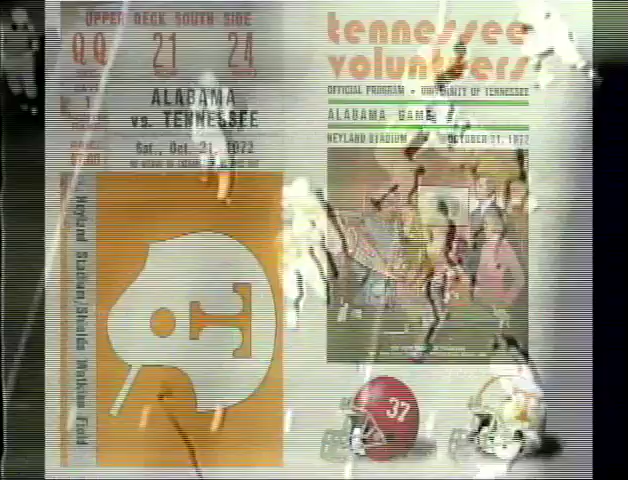 UPPER DECK SOUTH SIDE
QQ 21 24
ALABAMA
vs. TENNESSEE
Sat., Oct. 21, 1972
Neyland Stadium/Shields Watkins Field
T
tennessee
volunteers
OFFICIAL PROGRAM • UNIVERSITY OF TENNESSEE
ALABAMA GAME
NEYLAND STADIUM OCTOBER 21, 1972
37